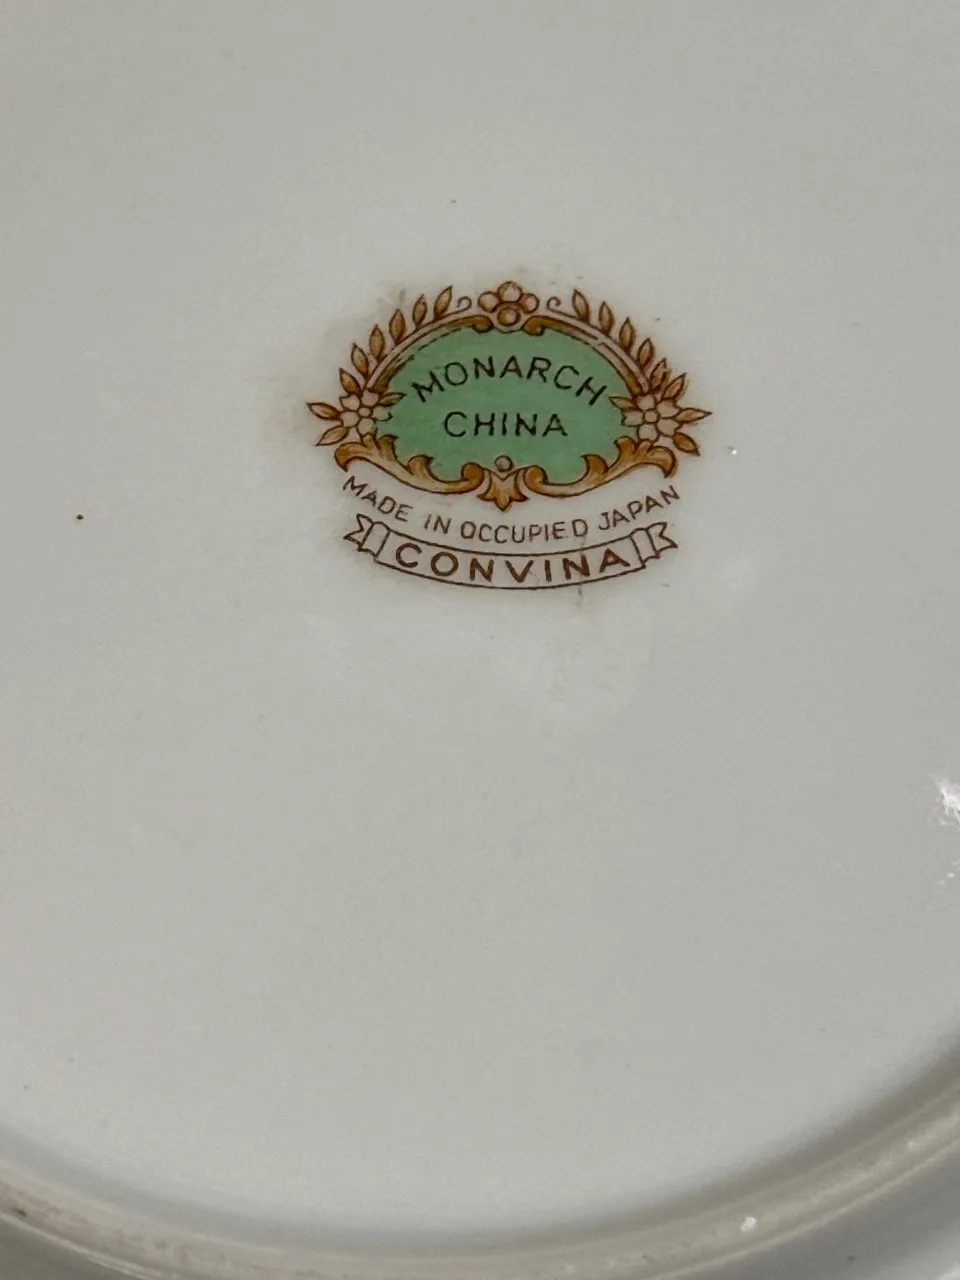 MONARCH
CHINA
MADE IN OCCUPIED JAPAN
CONVINA